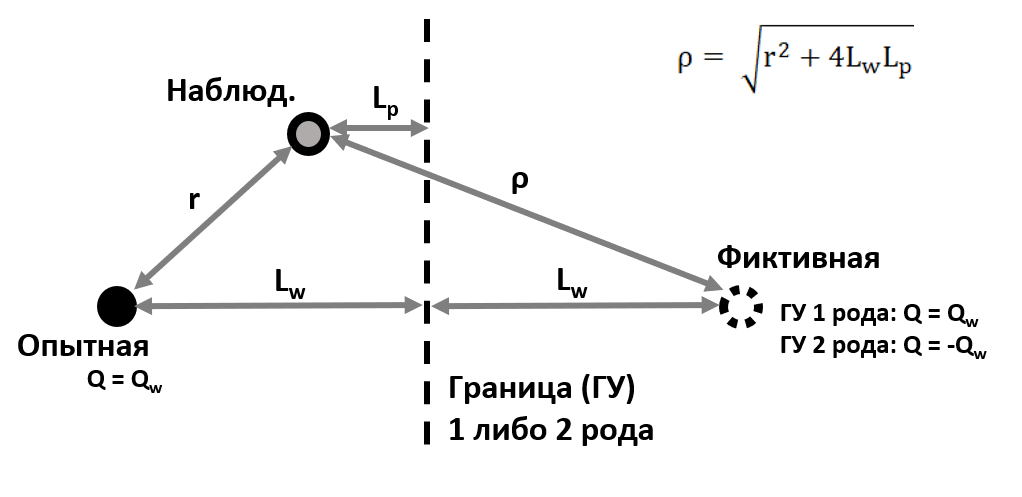 ρ = √r² + 4LwLp
Наблюд.
Lp
r
ρ
Lw
Lw
Фиктивная
ГУ 1 рода: Q = Qw
ГУ 2 рода: Q = -Qw
Опытная
Q = Qw
Граница (ГУ)
1 либо 2 рода